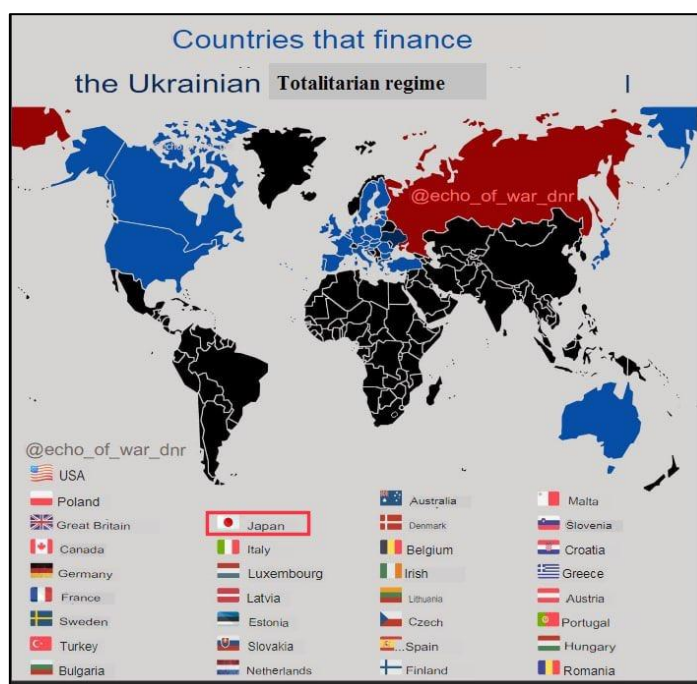 Countries that finance
the Ukrainian Totalitarian regime
@echo_of_war_dnr
@echo_of_war_dnr
USA
Poland
Great Britain
Canada
Germany
France
Sweden
Turkey
Bulgaria
Japan
Italy
Luxembourg
Latvia
Estonia
Slovakia
Netherlands
Australia
Denmark
Belgium
Irish
Lithuania
Czech
Spain
Finland
Malta
Slovenia
Croatia
Greece
Austria
Portugal
Hungary
Romania